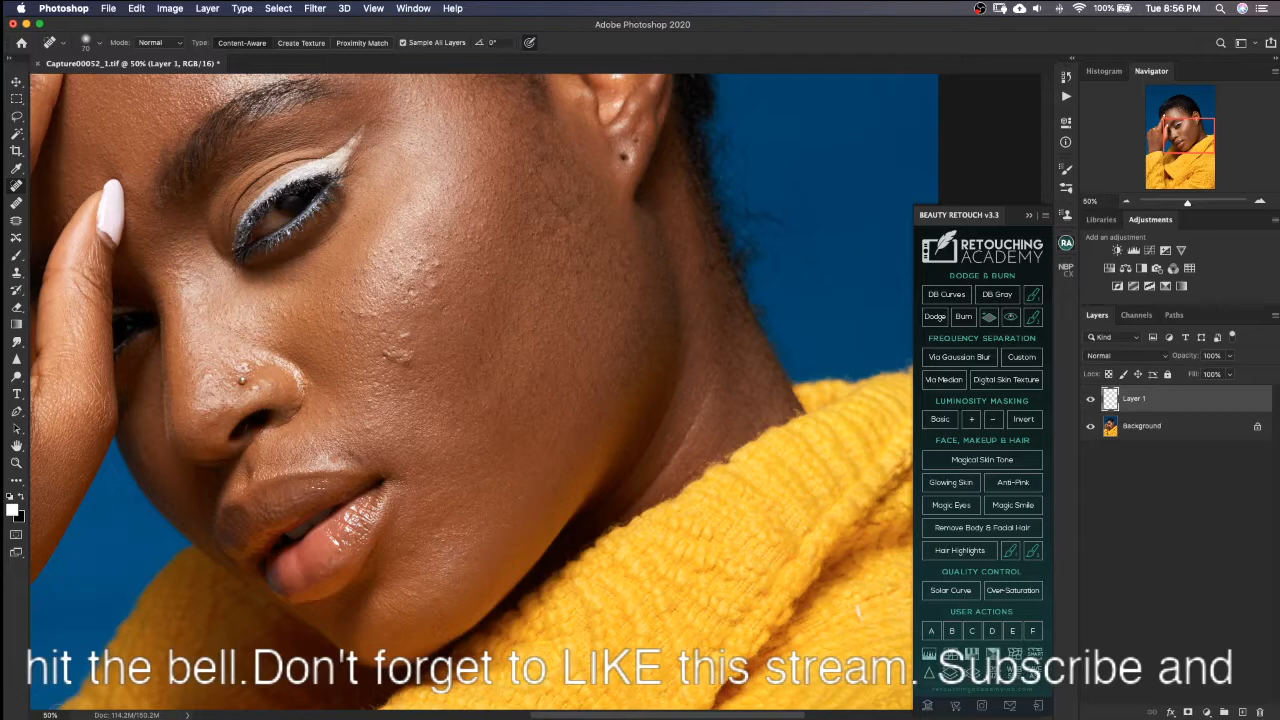 Photoshop File Edit Image Layer Type Select Filter 3D View Window 100% Tue 8:56 PM
Adobe Photoshop 2020
70 Mode: Normal Type: Content-Aware Create Texture Proximity Match Sample All Layers 0°
Capture00052_1.tif @ 50% (Layer 1, RGB/16) *
Histogram Navigator
50%
Libraries Adjustments
Add an adjustment
BEAUTY RETOUCH v3.3
RETOUCHING
ACADEMY
RA
NBP
CX
DODGE & BURN
DB Curves DB Gray
Dodge Burn
FREQUENCY SEPARATION
Via Gaussian Blur Custom
Via Median Digital Skin Texture
LUMINOSITY MASKING
Basic + − Invert
FACE, MAKEUP & HAIR
Magical Skin Tone
Glowing Skin Anti-Pink
Magic Eyes Magic Smile
Remove Body & Facial Hair
Hair Highlights
QUALITY CONTROL
Solar Curve Over-Saturation
USER ACTIONS
A B C D E F
Layers Channels Paths
Kind
Normal Opacity: 100%
Lock: Fill: 100%
Layer 1
Background
hit the bell.Don't forget to LIKE this stream. Subscribe and
50% Doc: 114.2M/150.2M